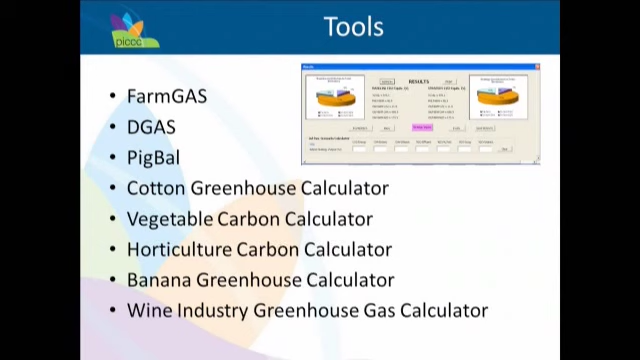 piccc
Tools
RESULTS
• FarmGAS
• DGAS
• PigBal
• Cotton Greenhouse Calculator
• Vegetable Carbon Calculator
• Horticulture Carbon Calculator
• Banana Greenhouse Calculator
• Wine Industry Greenhouse Gas Calculator